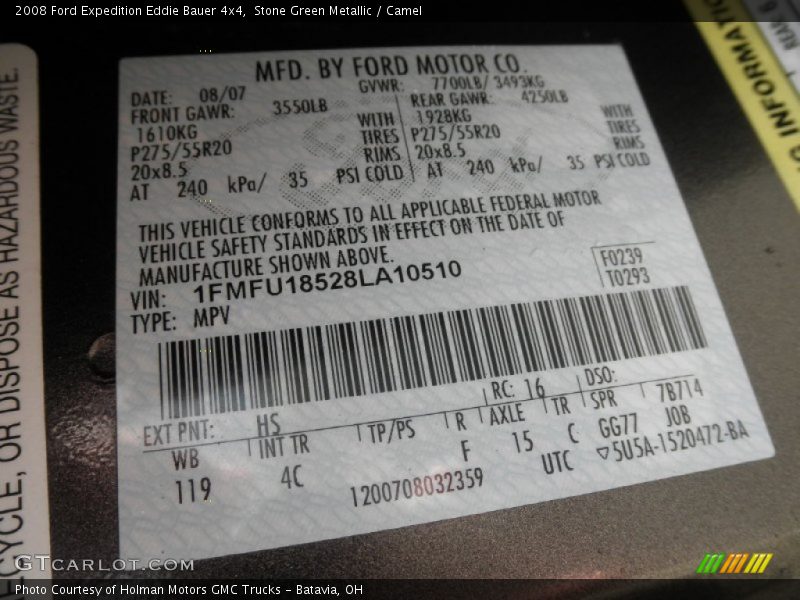 2008 Ford Expedition Eddie Bauer 4x4, Stone Green Metallic / Camel
MFD. BY FORD MOTOR CO.
DATE: 08/07 GVWR: 7700LB/ 3493KG
FRONT GAWR: 3550LB REAR GAWR: 4250LB
1610KG WITH 1928KG WITH
P275/55R20 TIRES P275/55R20 TIRES
20x8.5 RIMS 20x8.5 RIMS
AT 240 kPa/ 35 PSI COLD AT 240 kPa/ 35 PSI COLD
THIS VEHICLE CONFORMS TO ALL APPLICABLE FEDERAL MOTOR
VEHICLE SAFETY STANDARDS IN EFFECT ON THE DATE OF
MANUFACTURE SHOWN ABOVE.
F0239
VIN: 1FMFU18528LA10510
T0293
TYPE: MPV
EXT PNT: HS RC: 16 DSO:
WB INT TR TP/PS R AXLE TR SPR 7B714
119 4C F 15 C GG77 JOB
1200708032359 UTC ▽5U5A-1520472-BA
ECYCLE, OR DISPOSE AS HAZARDOUS WASTE.
G INFORMATIO
REAR 6
GTCARLOT.COM
Photo Courtesy of Holman Motors GMC Trucks - Batavia, OH